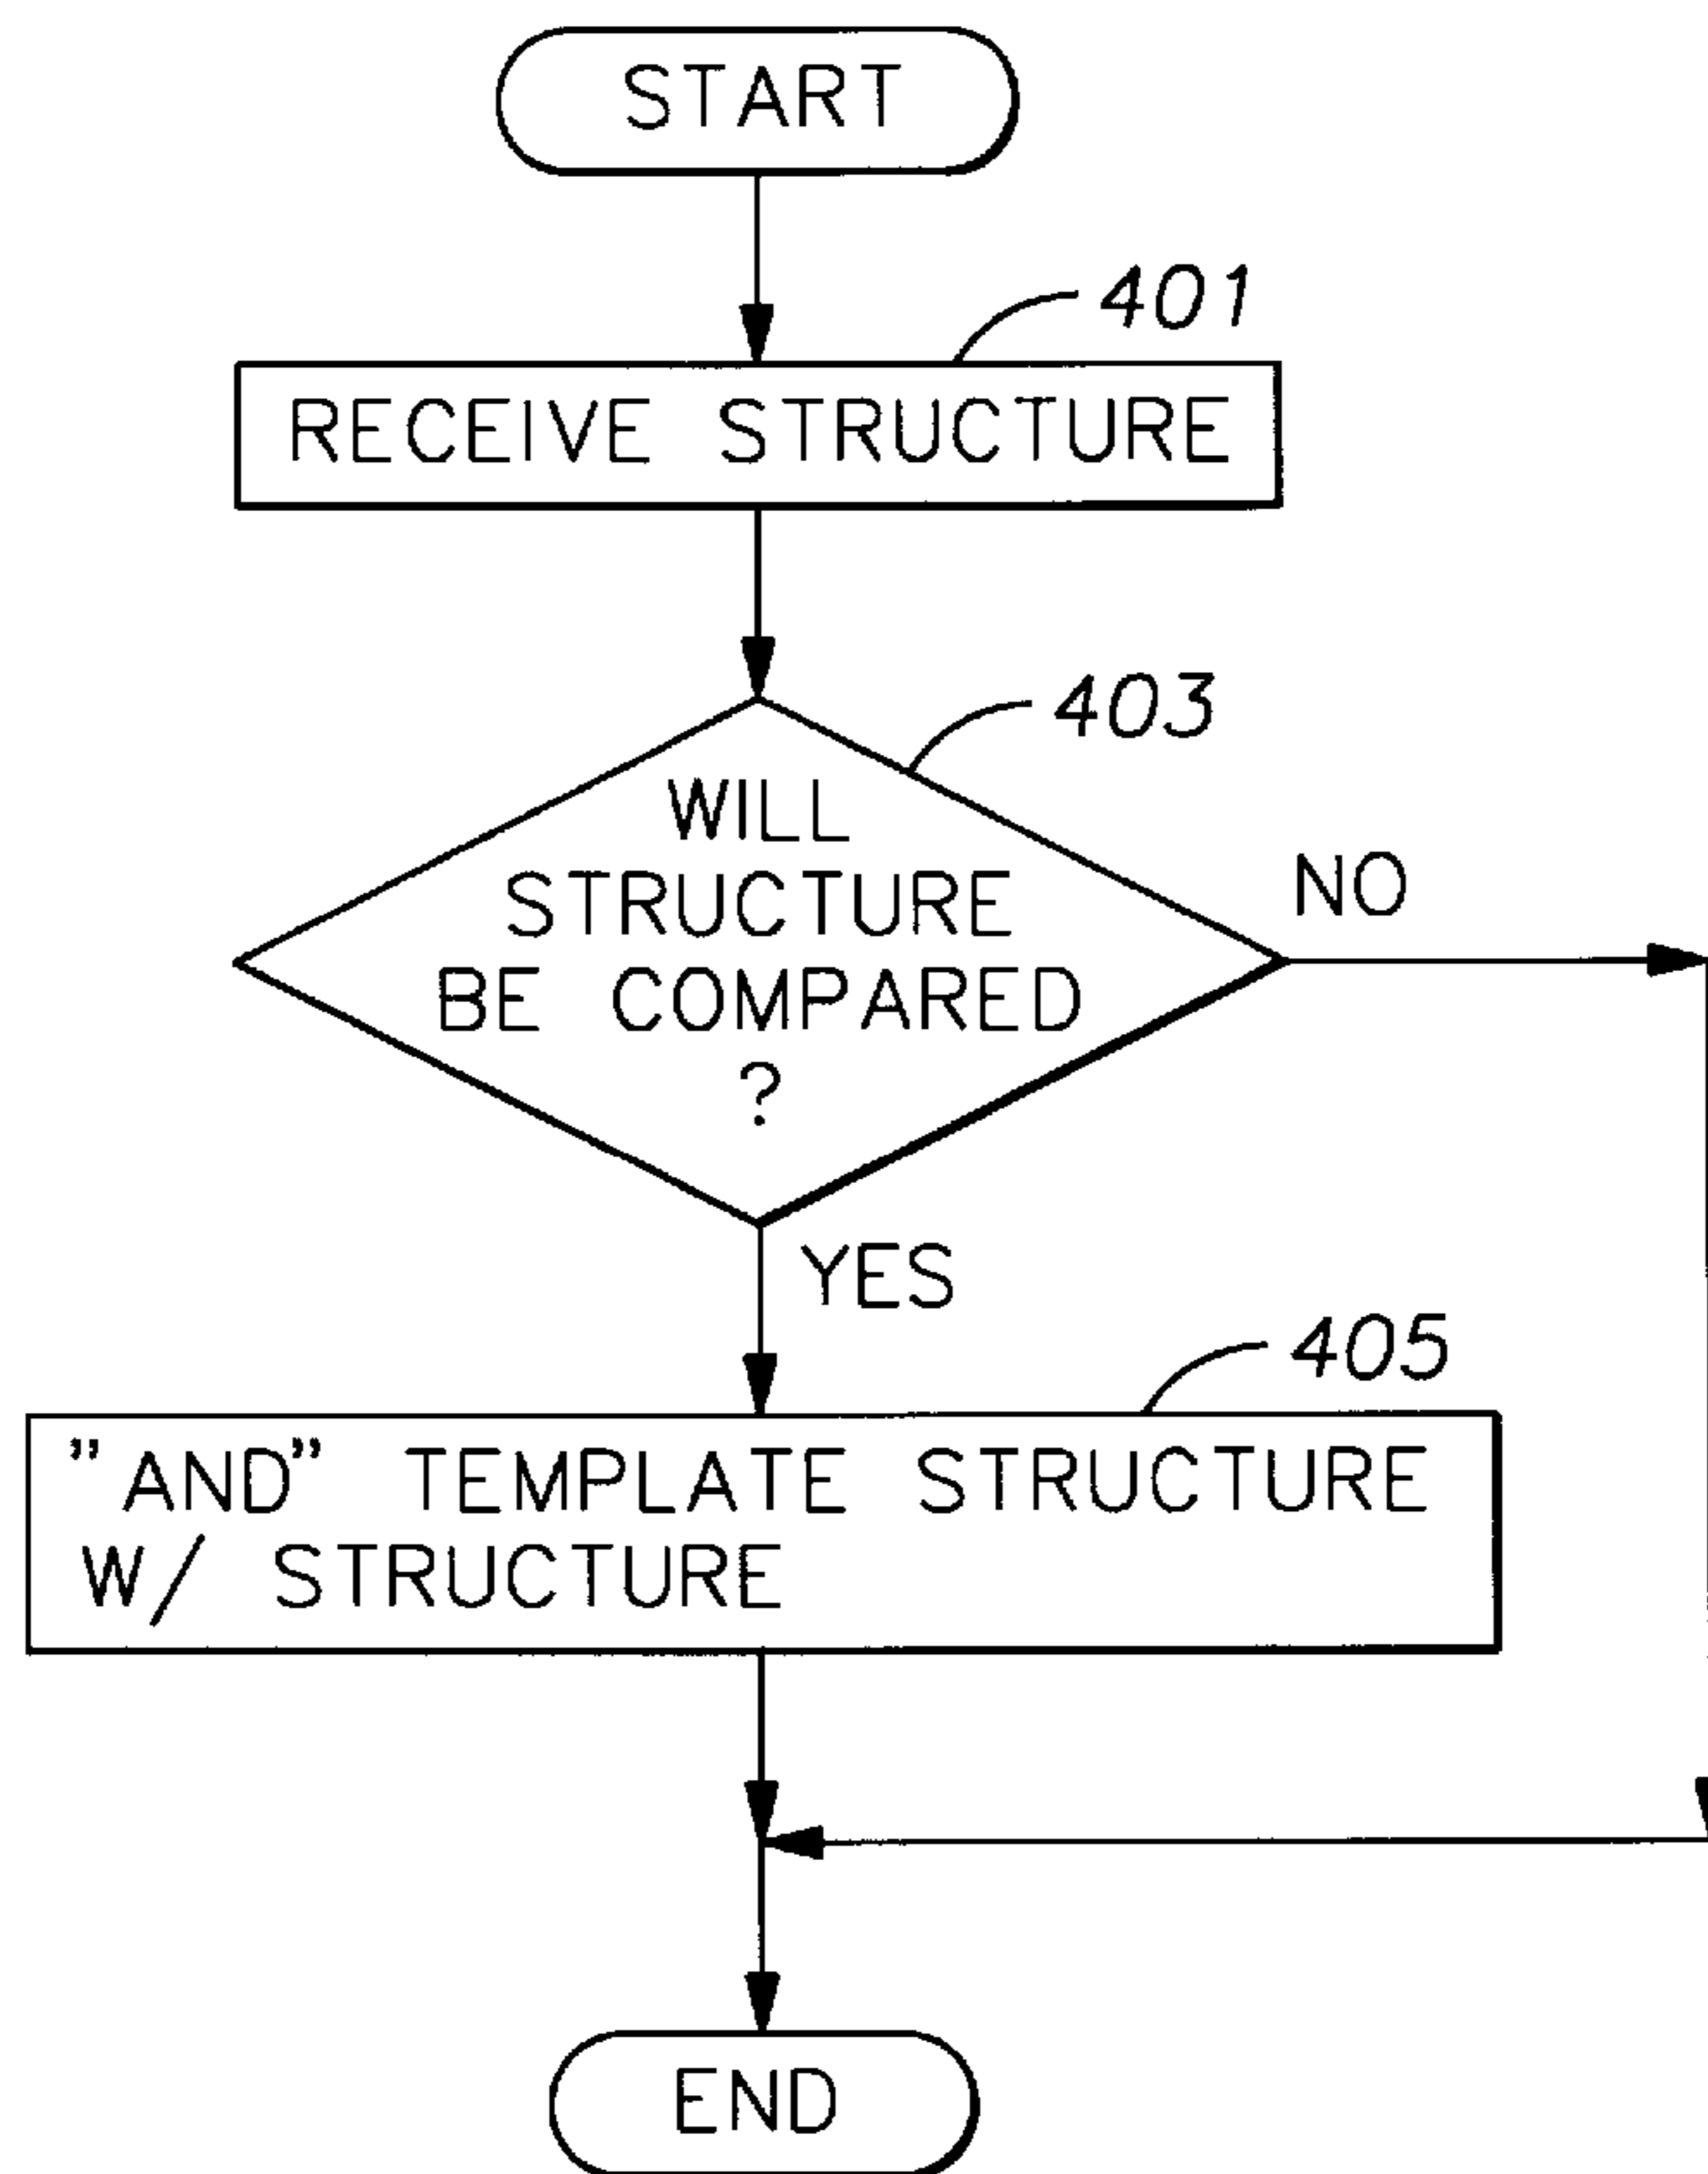 START
401
RECEIVE STRUCTURE
403
WILL
STRUCTURE
BE COMPARED
?
NO
YES
405
"AND" TEMPLATE STRUCTURE
W/ STRUCTURE
END